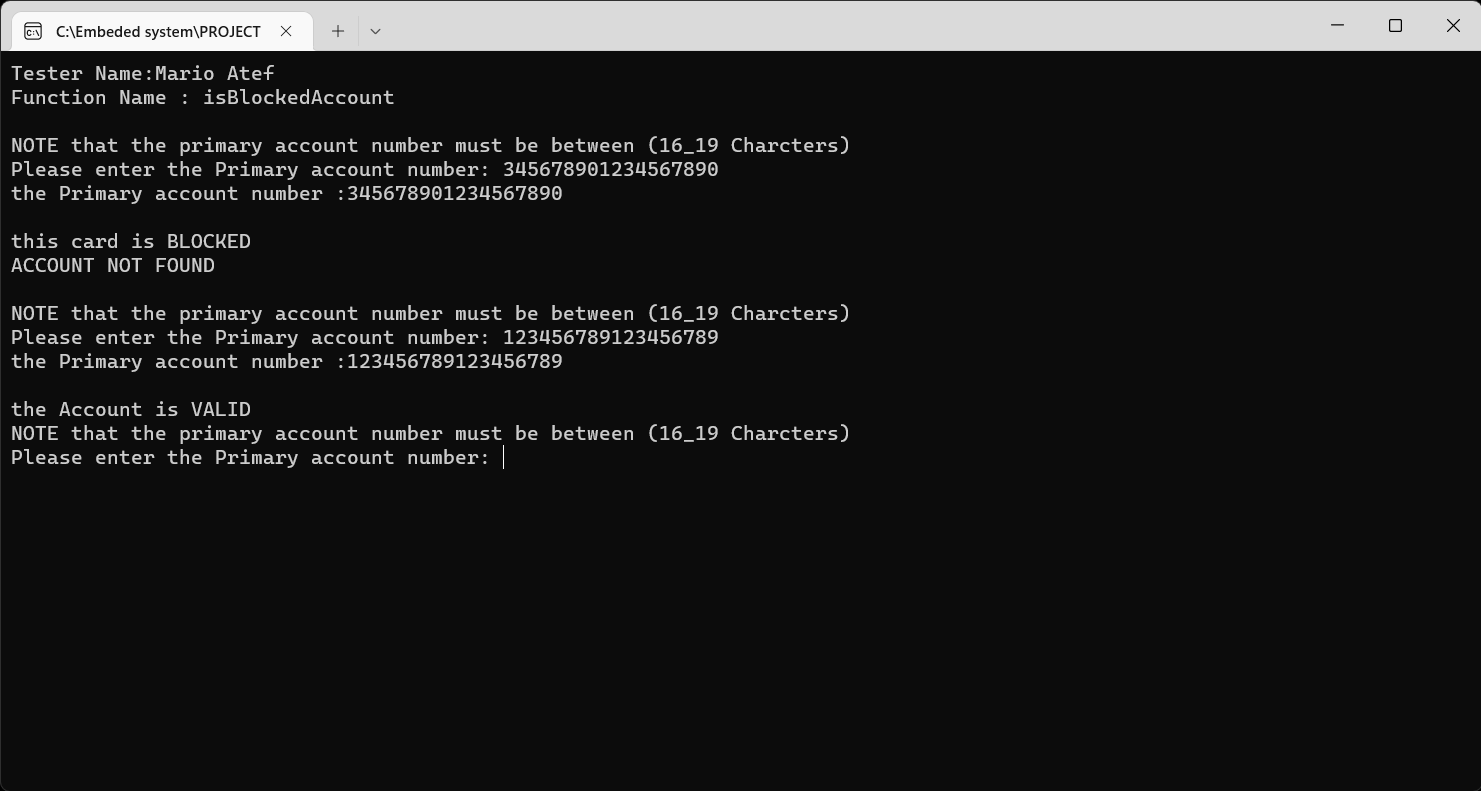 C:\Embeded system\PROJECT
Tester Name:Mario Atef
Function Name : isBlockedAccount
NOTE that the primary account number must be between (16_19 Charcters)
Please enter the Primary account number: 345678901234567890
the Primary account number :345678901234567890
this card is BLOCKED
ACCOUNT NOT FOUND
NOTE that the primary account number must be between (16_19 Charcters)
Please enter the Primary account number: 123456789123456789
the Primary account number :123456789123456789
the Account is VALID
NOTE that the primary account number must be between (16_19 Charcters)
Please enter the Primary account number: